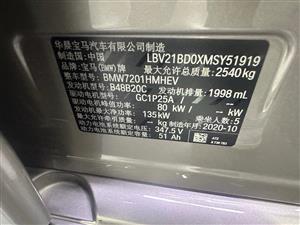 华晨宝马汽车有限公司制造
制造国:中国 LBV21BD0XMSY51919
品牌:宝马(BMW)牌 最大允许总质量:2540kg
整车型号:BMW7201HMHEV
发动机型号:B48B20C 发动机排量:1998 mL
驱动电机型号:GC1P25A /
驱动电机峰值功率: 80 kW / -- kW
发动机最大净功率:135kW 乘坐人数:5
动力电池系统额定电压:347.5 V 制造年月:2020-10
动力电池系统额定容量:51 Ah